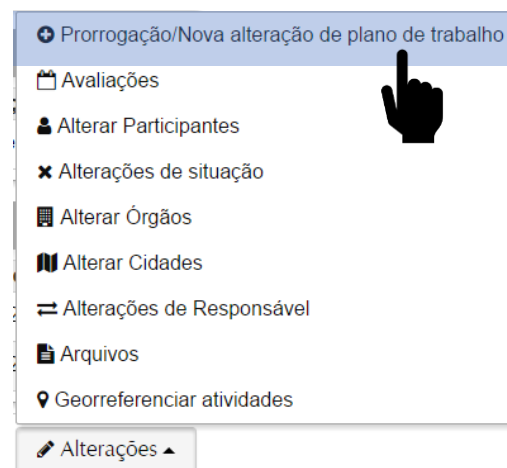 Prorrogação/Nova alteração de plano de trabalho
Avaliações
Alterar Participantes
Alterações de situação
Alterar Órgãos
Alterar Cidades
Alterações de Responsável
Arquivos
Georreferenciar atividades
Alterações